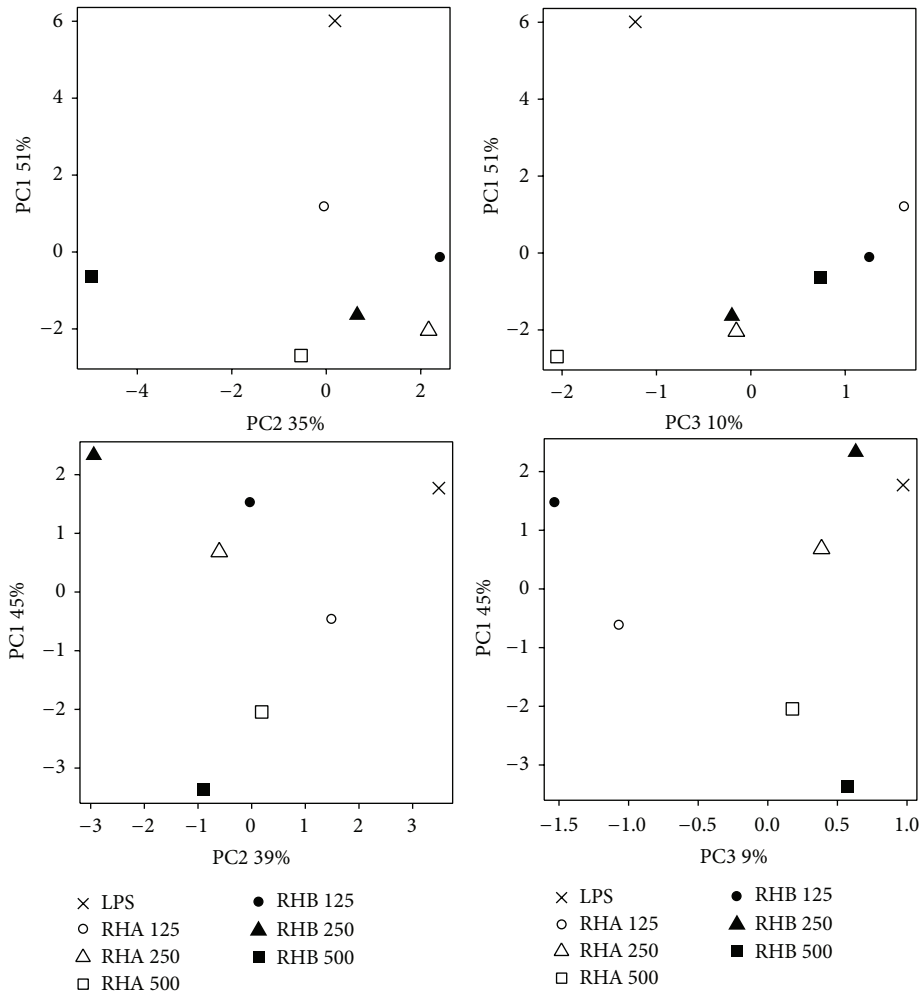 6
4
2
0
−2
PC1 51%
−4
−2
0
2
PC2 35%
6
4
2
0
−2
PC1 51%
−2
−1
0
1
PC3 10%
2
1
0
−1
−2
−3
PC1 45%
−3
−2
−1
0
1
2
3
PC2 39%
2
1
0
−1
−2
−3
PC1 45%
−1.5
−1.0
−0.5
0.0
0.5
1.0
PC3 9%
LPS
RHA 125
RHA 250
RHA 500
RHB 125
RHB 250
RHB 500
LPS
RHA 125
RHA 250
RHA 500
RHB 125
RHB 250
RHB 500